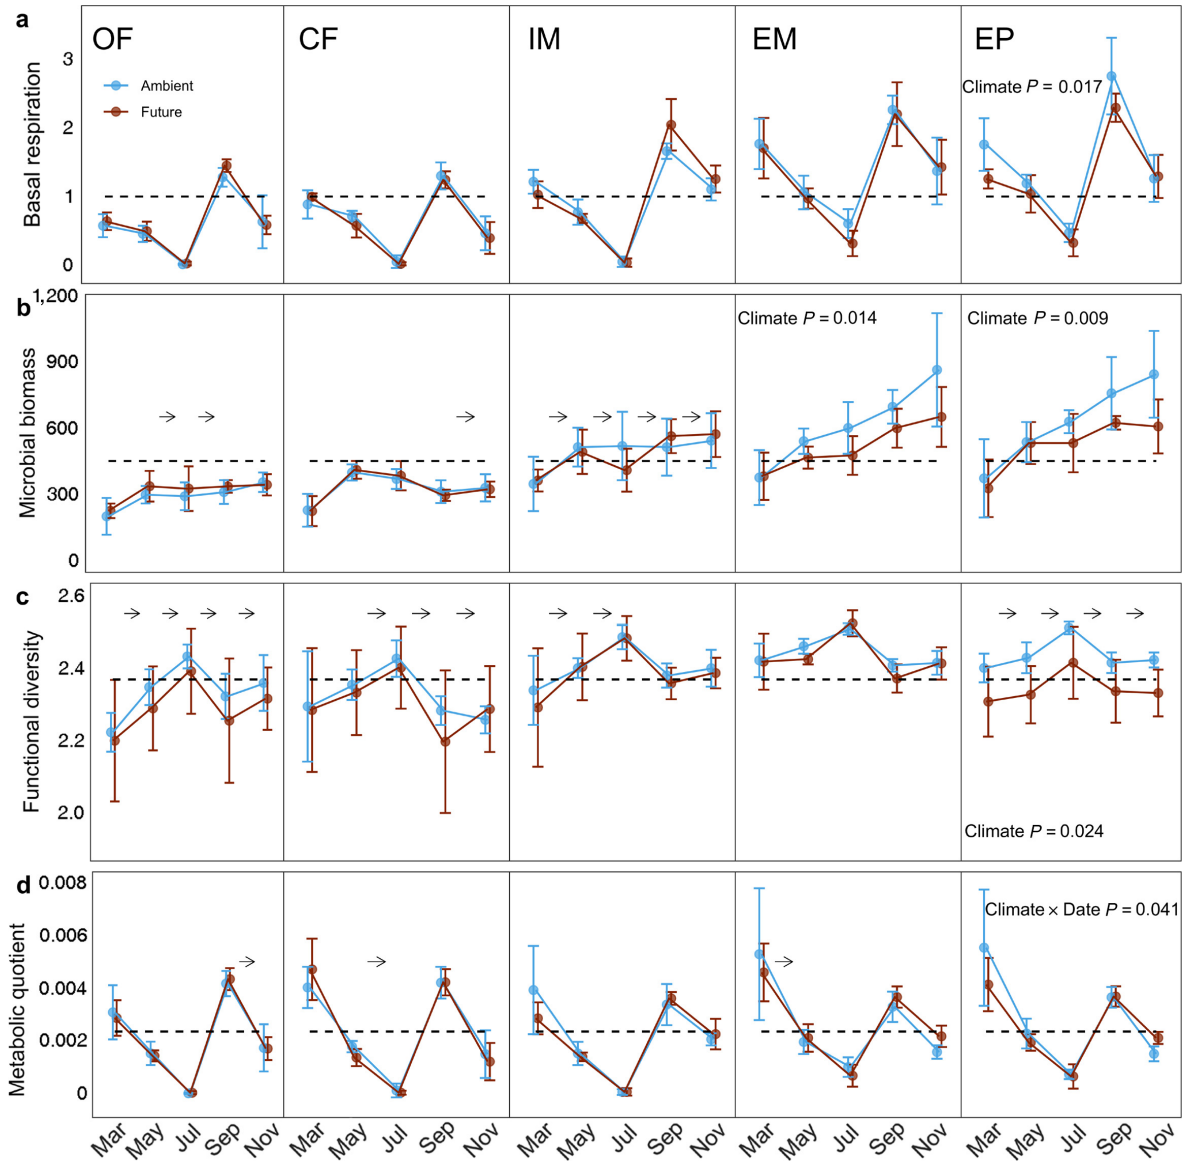 a
OF
CF
IM
EM
EP
Basal respiration
3
2
1
0
Ambient
Future
Climate P = 0.017
b
Microbial biomass
1,200
900
600
300
0
Climate P = 0.014
Climate P = 0.009
c
Functional diversity
2.6
2.4
2.2
2.0
Climate P = 0.024
d
Metabolic quotient
0.008
0.006
0.004
0.002
0
Climate × Date P = 0.041
Mar May Jul Sep Nov Mar May Jul Sep Nov Mar May Jul Sep Nov Mar May Jul Sep Nov Mar May Jul Sep Nov